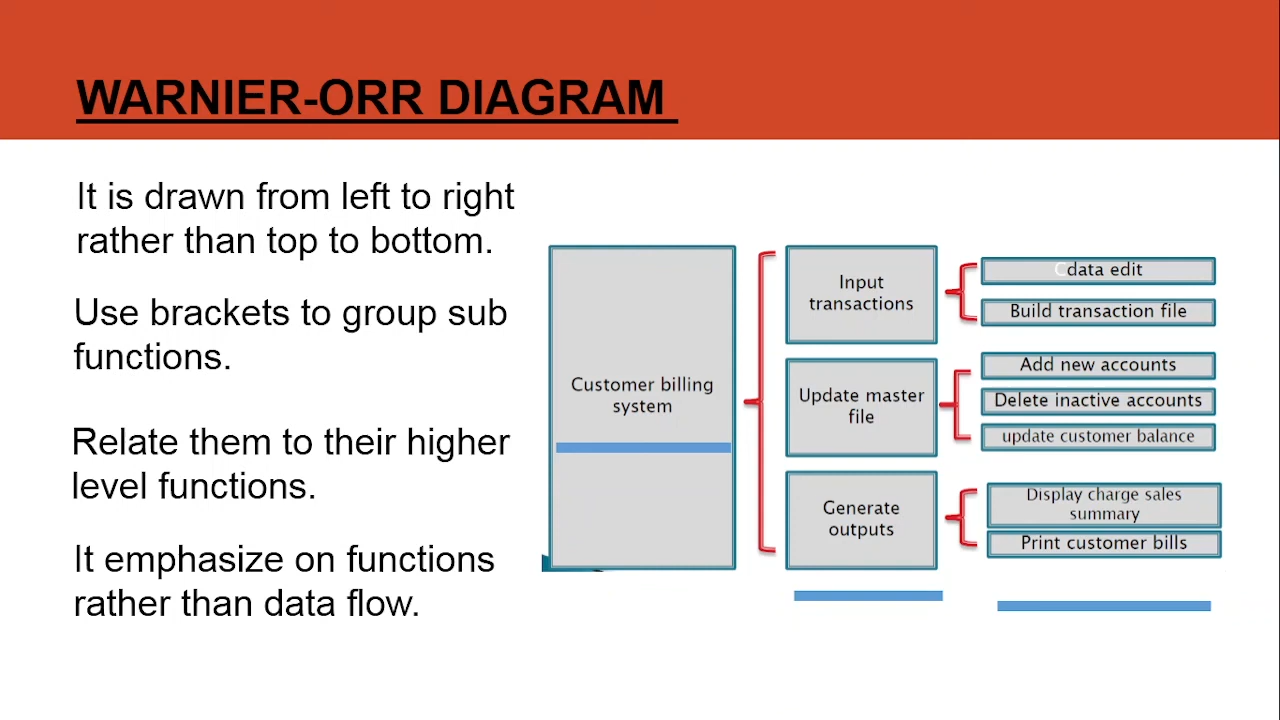 WARNIER-ORR DIAGRAM
It is drawn from left to right
rather than top to bottom.
Use brackets to group sub
functions.
Relate them to their higher
level functions.
It emphasize on functions
rather than data flow.
Customer billing
system
Input
transactions
Cdata edit
Build transaction file
Update master
file
Add new accounts
Delete inactive accounts
update customer balance
Generate
outputs
Display charge sales
summary
Print customer bills